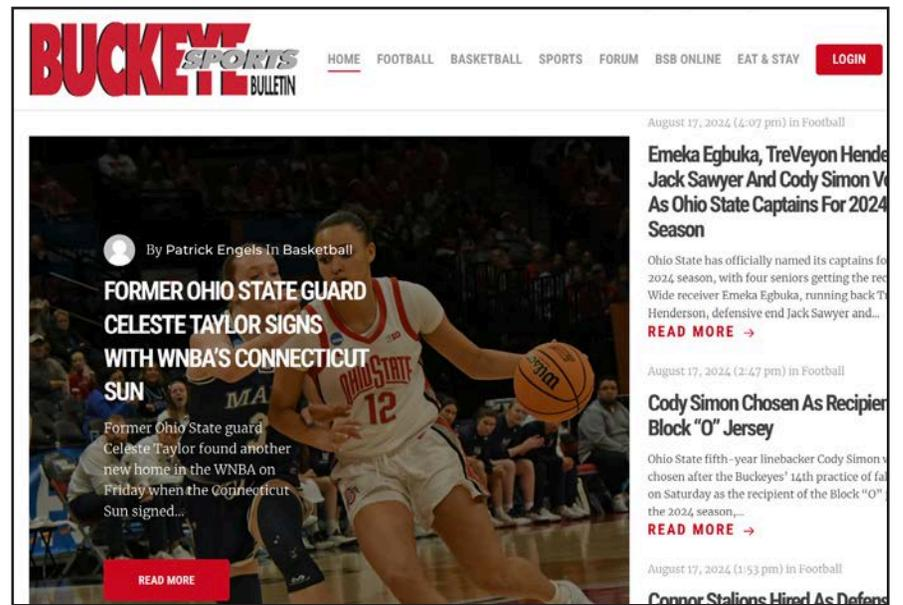 BUCKEYE
SPORTS
BULLETIN
HOME FOOTBALL BASKETBALL SPORTS FORUM BSB ONLINE EAT & STAY LOGIN
By Patrick Engels In Basketball
FORMER OHIO STATE GUARD
CELESTE TAYLOR SIGNS
WITH WNBA'S CONNECTICUT
SUN
Former Ohio State guard
Celeste Taylor found another
new home in the WNBA on
Friday when the Connecticut
Sun signed...
READ MORE
MA
OHIO STATE
12
August 17, 2024 (4:07 pm) in Football
Emeka Egbuka, TreVeyon Hende
Jack Sawyer And Cody Simon Vo
As Ohio State Captains For 2024
Season
Ohio State has officially named its captains fo
2024 season, with four seniors getting the rec
Wide receiver Emeka Egbuka, running back Tr
Henderson, defensive end Jack Sawyer and...
READ MORE →
August 17, 2024 (2:47 pm) in Football
Cody Simon Chosen As Recipien
Block “O” Jersey
Ohio State fifth-year linebacker Cody Simon w
chosen after the Buckeyes’ 14th practice of fal
on Saturday as the recipient of the Block “O”
the 2024 season,...
READ MORE →
August 17, 2024 (1:53 pm) in Football
Connor Stalions Hired As Defens